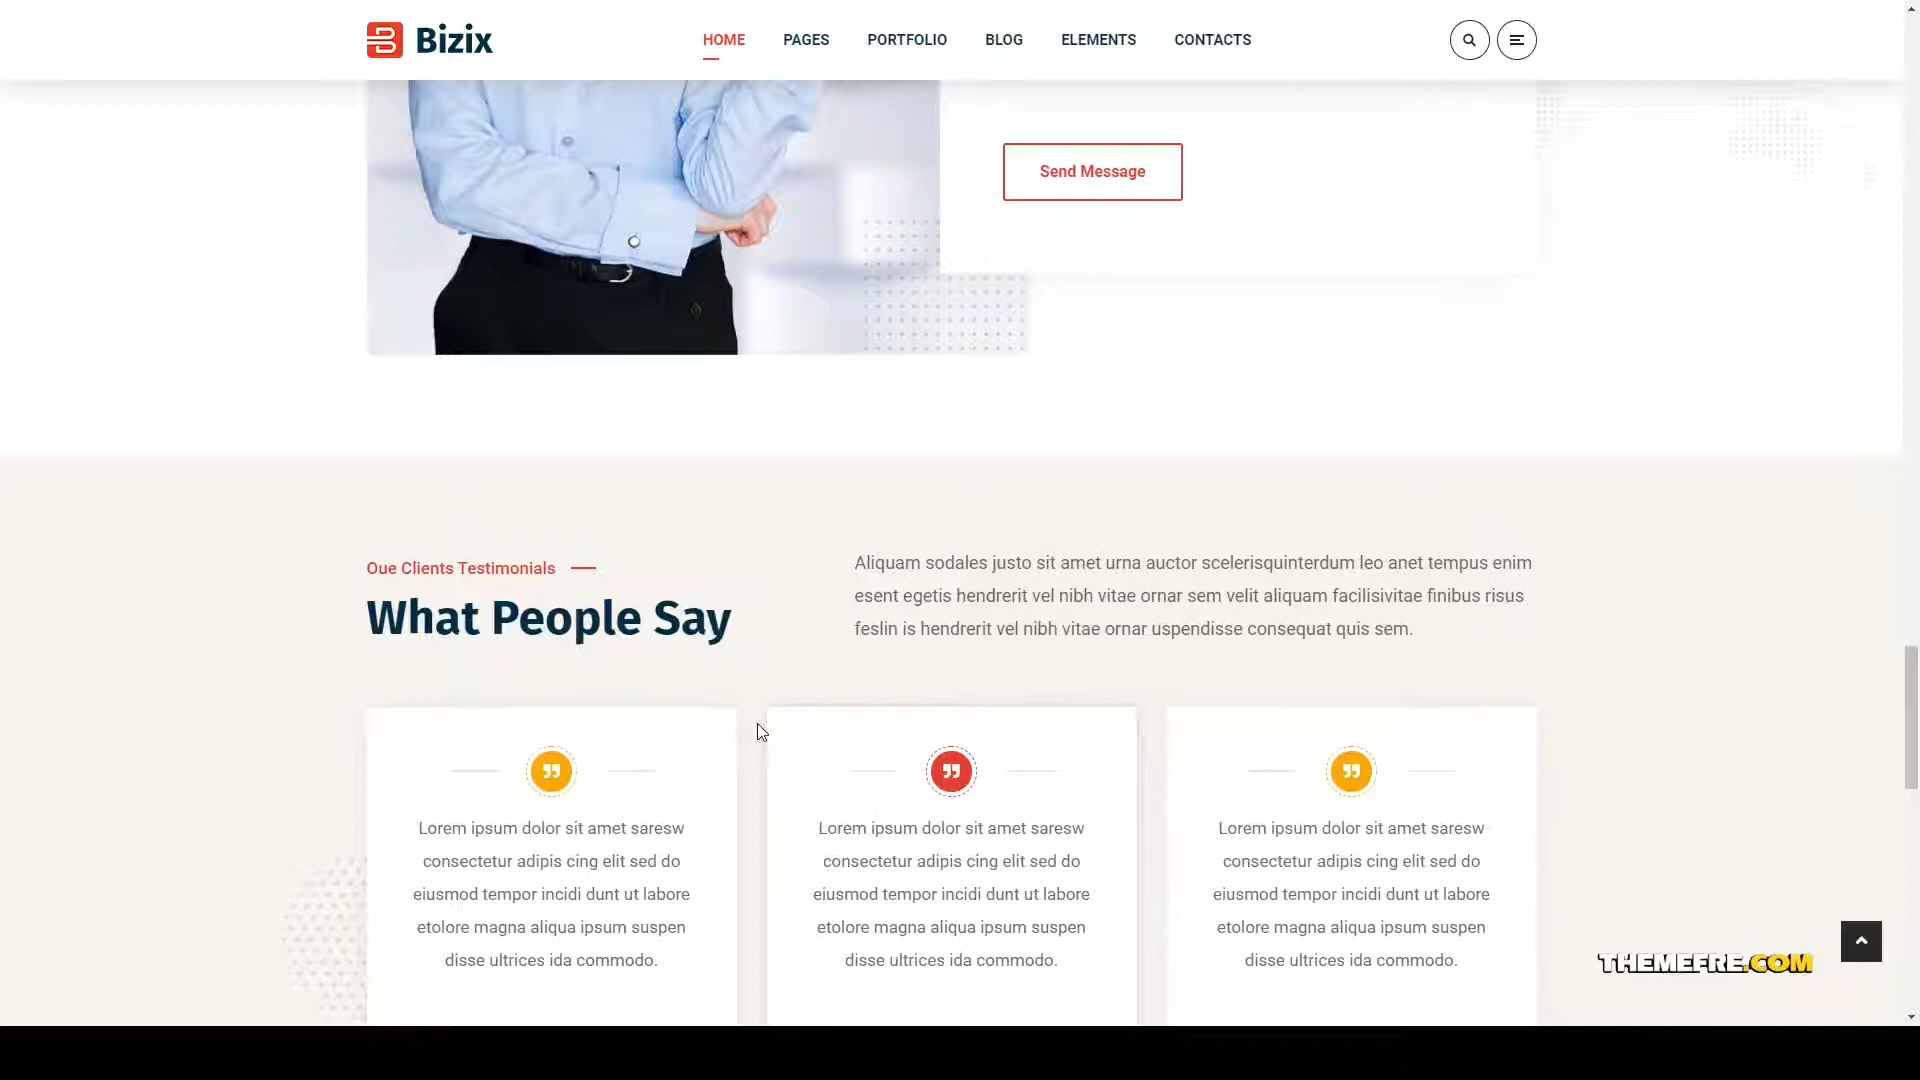 Bizix
HOME
PAGES
PORTFOLIO
BLOG
ELEMENTS
CONTACTS
Send Message
Oue Clients Testimonials
What People Say
Aliquam sodales justo sit amet urna auctor scelerisquinterdum leo anet tempus enim
esent egetis hendrerit vel nibh vitae ornar sem velit aliquam facilisivitae finibus risus
feslin is hendrerit vel nibh vitae ornar uspendisse consequat quis sem.
Lorem ipsum dolor sit amet saresw
consectetur adipis cing elit sed do
eiusmod tempor incidi dunt ut labore
etolore magna aliqua ipsum suspen
disse ultrices ida commodo.
Lorem ipsum dolor sit amet saresw
consectetur adipis cing elit sed do
eiusmod tempor incidi dunt ut labore
etolore magna aliqua ipsum suspen
disse ultrices ida commodo.
Lorem ipsum dolor sit amet saresw
consectetur adipis cing elit sed do
eiusmod tempor incidi dunt ut labore
etolore magna aliqua ipsum suspen
disse ultrices ida commodo.
THEMEFRE.COM